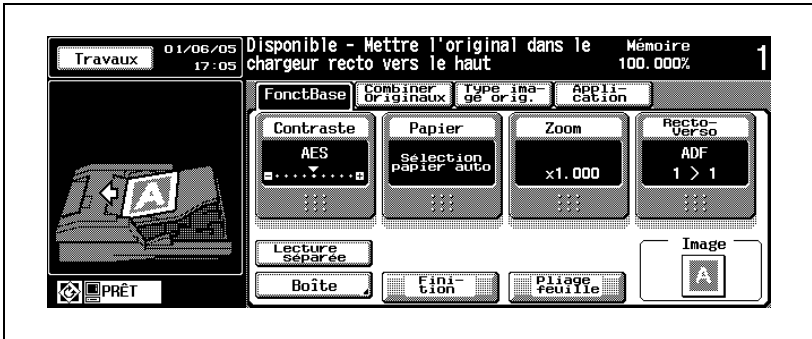 Travaux
01/06/05
17:05
Disponible - Mettre l'original dans le
chargeur recto vers le haut
Mémoire
100.000%
1
FonctBase
Combiner
Originaux
Type ima-
ge orig.
Appli-
cation
Contraste
AES
Papier
Sélection
papier auto
Zoom
x1.000
Recto-
Verso
ADF
1 > 1
Lecture
séparée
Boîte
Fini-
tion
Pliage
feuille
Image
A
A
PRÊT